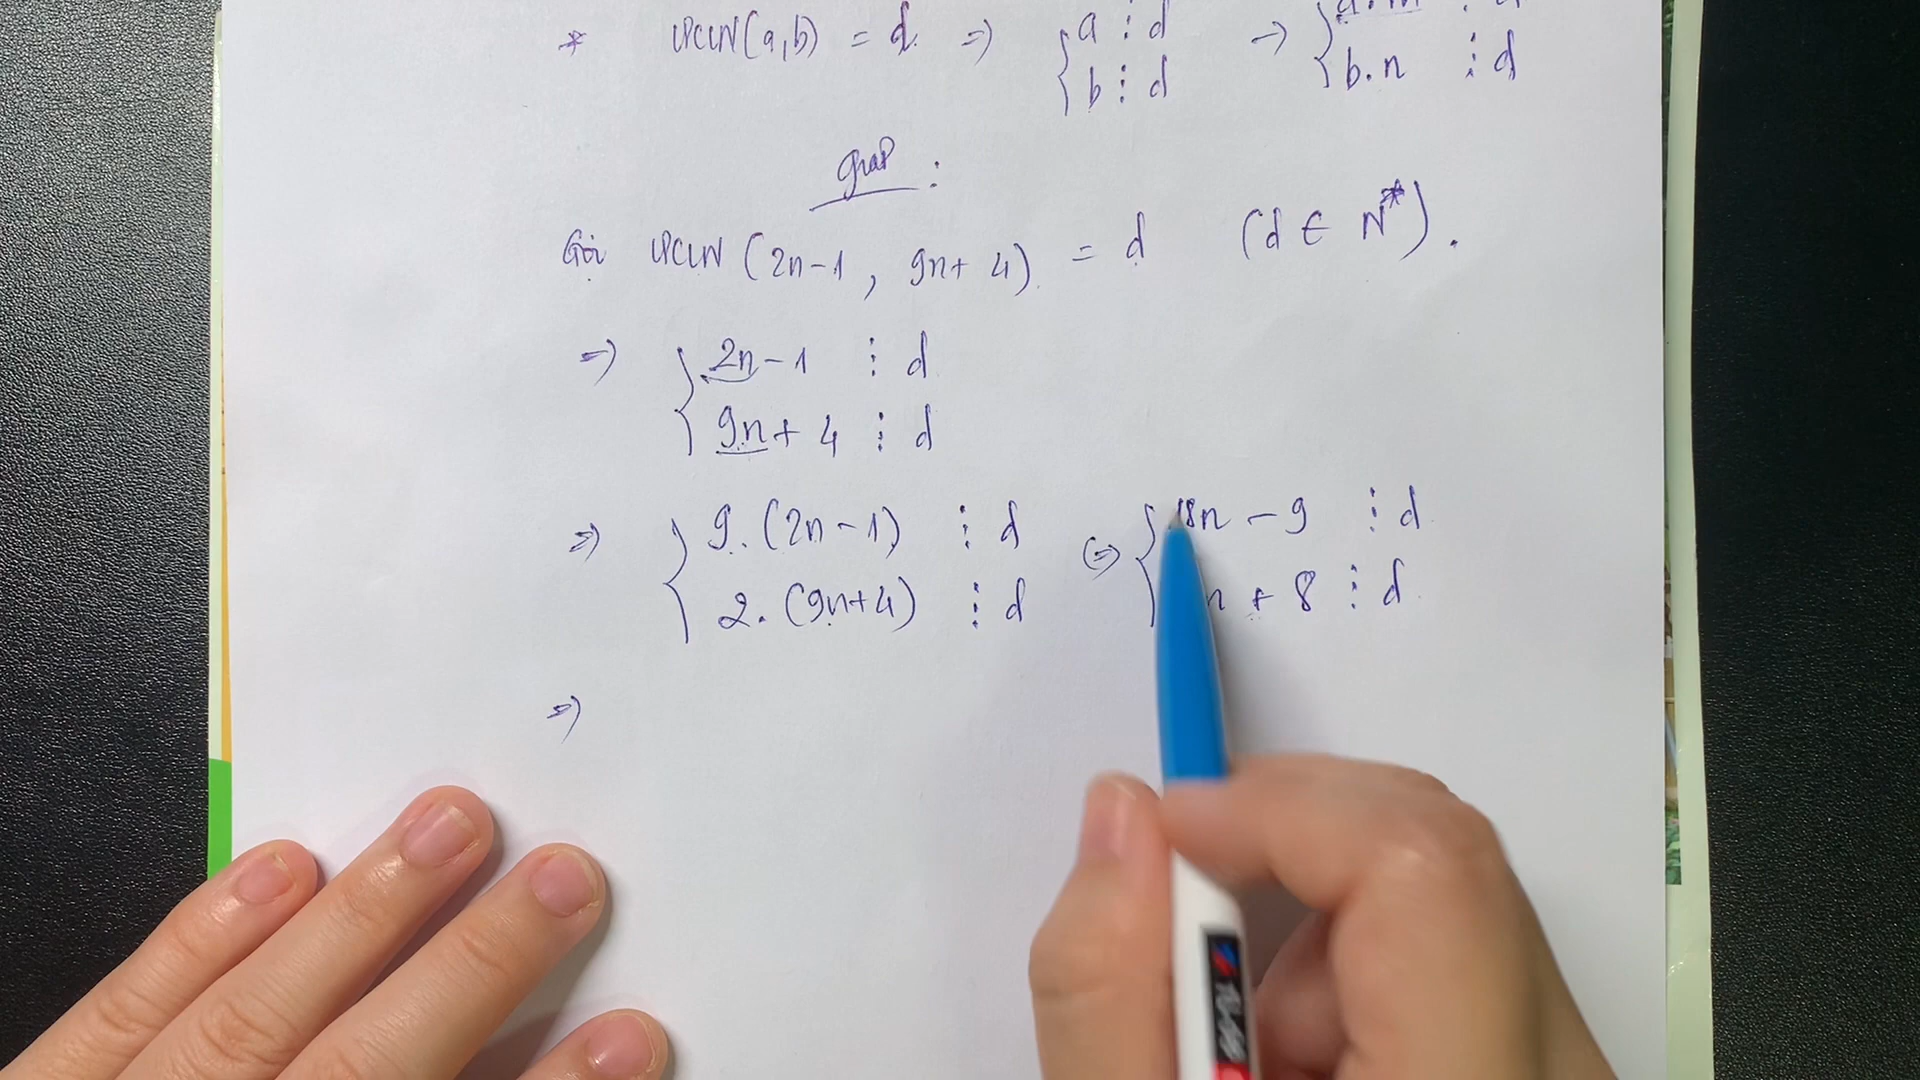 * ƯCLN(a,b) = d. => { a ⋮ d -> {
b ⋮ d b.n ⋮ d
Giải :
Gọi ƯCLN (2n-1, 9n+4) = d (d ∈ N*).
=> { 2n-1 ⋮ d
9n+4 ⋮ d
=> { 9.(2n-1) ⋮ d (=> { 18n - 9 ⋮ d
2.(9n+4) ⋮ d n + 8 ⋮ d
=>